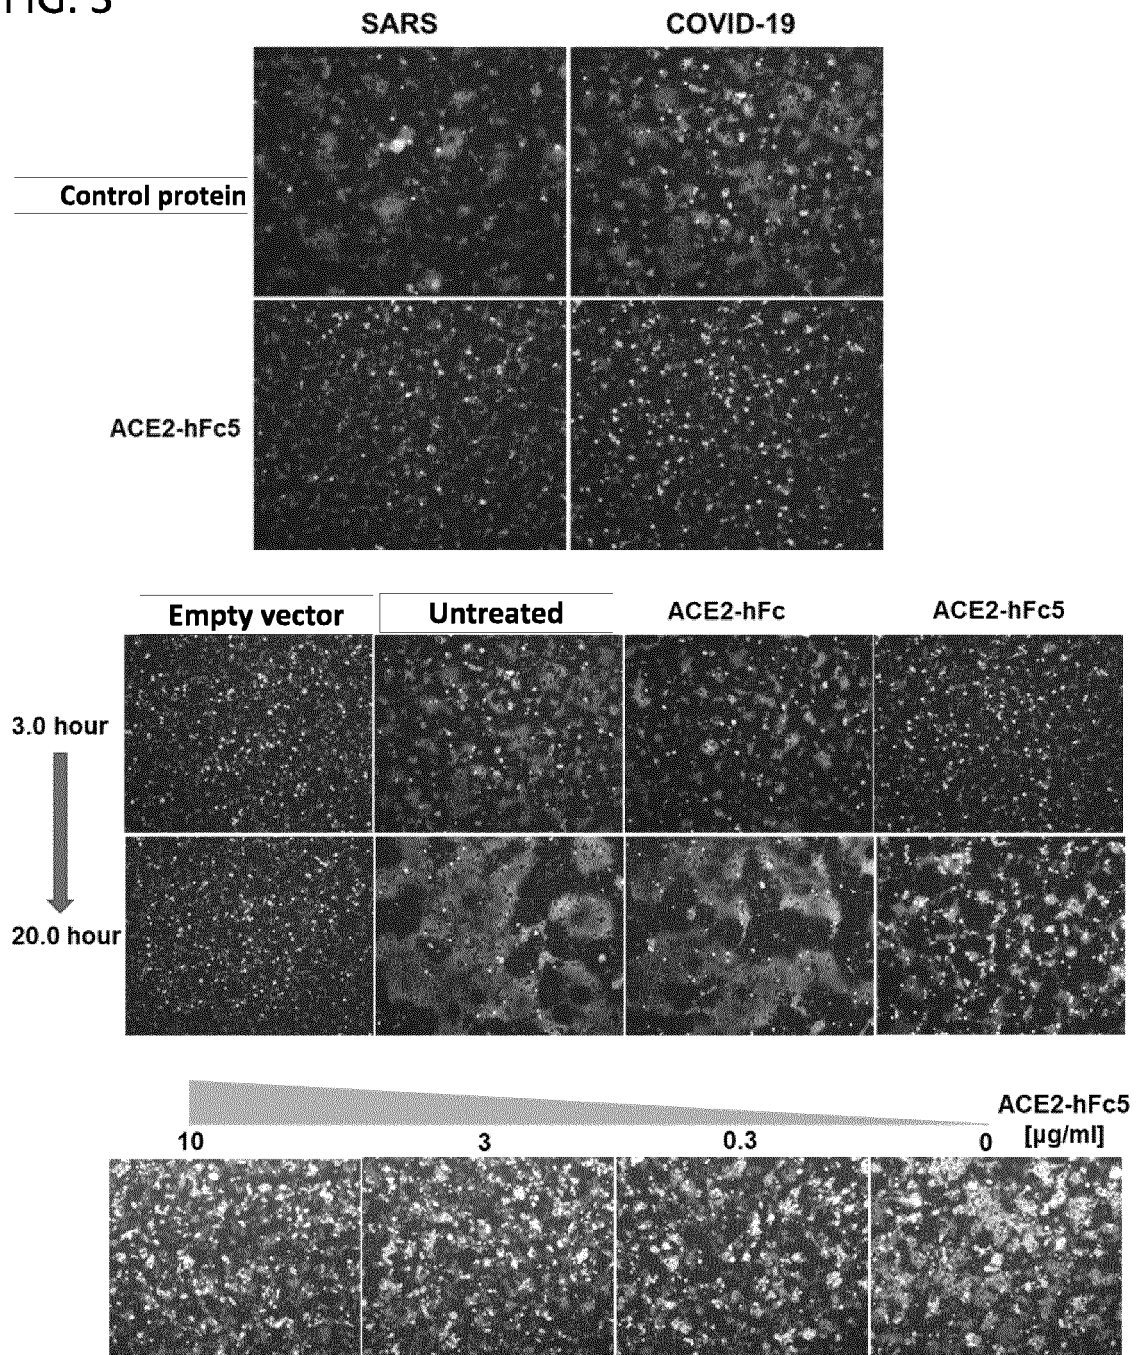 SARS COVID-19
Control protein
ACE2-hFc5
Empty vector Untreated ACE2-hFc ACE2-hFc5
3.0 hour
20.0 hour
ACE2-hFc5
10 3 0.3 0 [µg/ml]